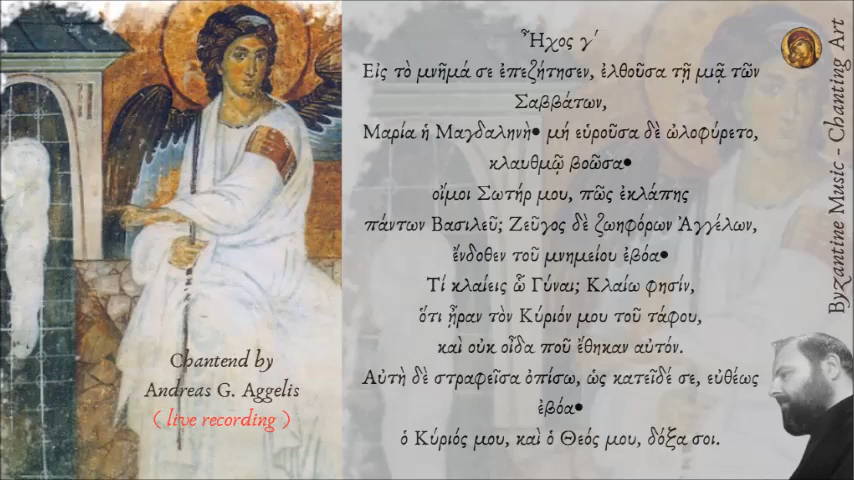 Ἦχος γ΄
Εἰς τὸ μνῆμά σε ἐπεζήτησεν, ἐλθοῦσα τῇ μιᾷ τῶν
Σαββάτων,
Μαρία ἡ Μαγδαληνὴ• μή εὑροῦσα δὲ ὠλοφύρετο,
κλαυθμῷ βοῶσα•
οἴμοι Σωτήρ μου, πῶς ἐκλάπης
πάντων Βασιλεῦ; Ζεῦγος δὲ ζωηφόρων Ἀγγέλων,
ἔνδοθεν τοῦ μνημείου ἐβόα•
Τί κλαίεις ὦ Γύναι; Κλαίω φησίν,
ὅτι ἦραν τὸν Κύριόν μου τοῦ τάφου,
καὶ οὐκ οἶδα ποῦ ἔθηκαν αὐτόν.
Αὐτὴ δὲ στραφεῖσα ὀπίσω, ὡς κατεῖδέ σε, εὐθέως
ἐβόα•
ὁ Κύριός μου, καὶ ὁ Θεός μου, δόξα σοι.
Chantend by
Andreas G. Aggelis
( live recording )
Byzantine Music - Chanting Art